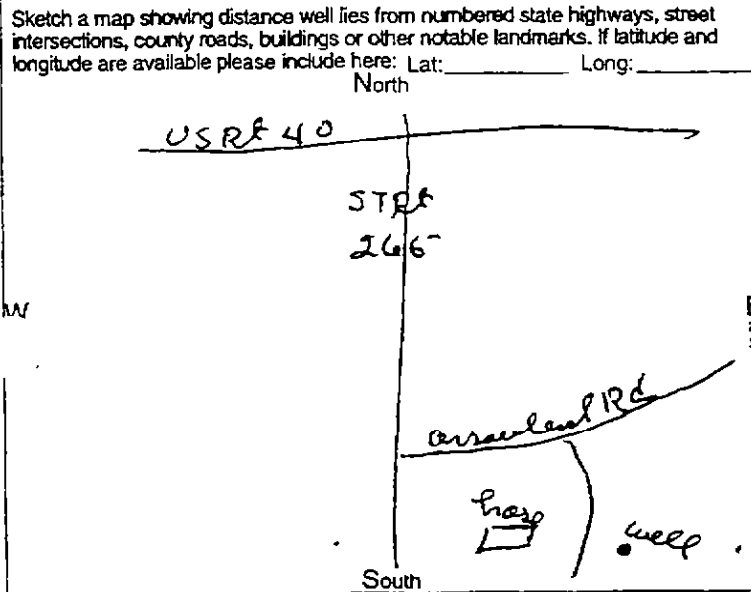 Sketch a map showing distance well lies from numbered state highways, street
intersections, county roads, buildings or other notable landmarks. If latitude and
longitude are available please include here: Lat: Long:
North
US Rt 40
ST Rt
265
W
E
Rd
well
South